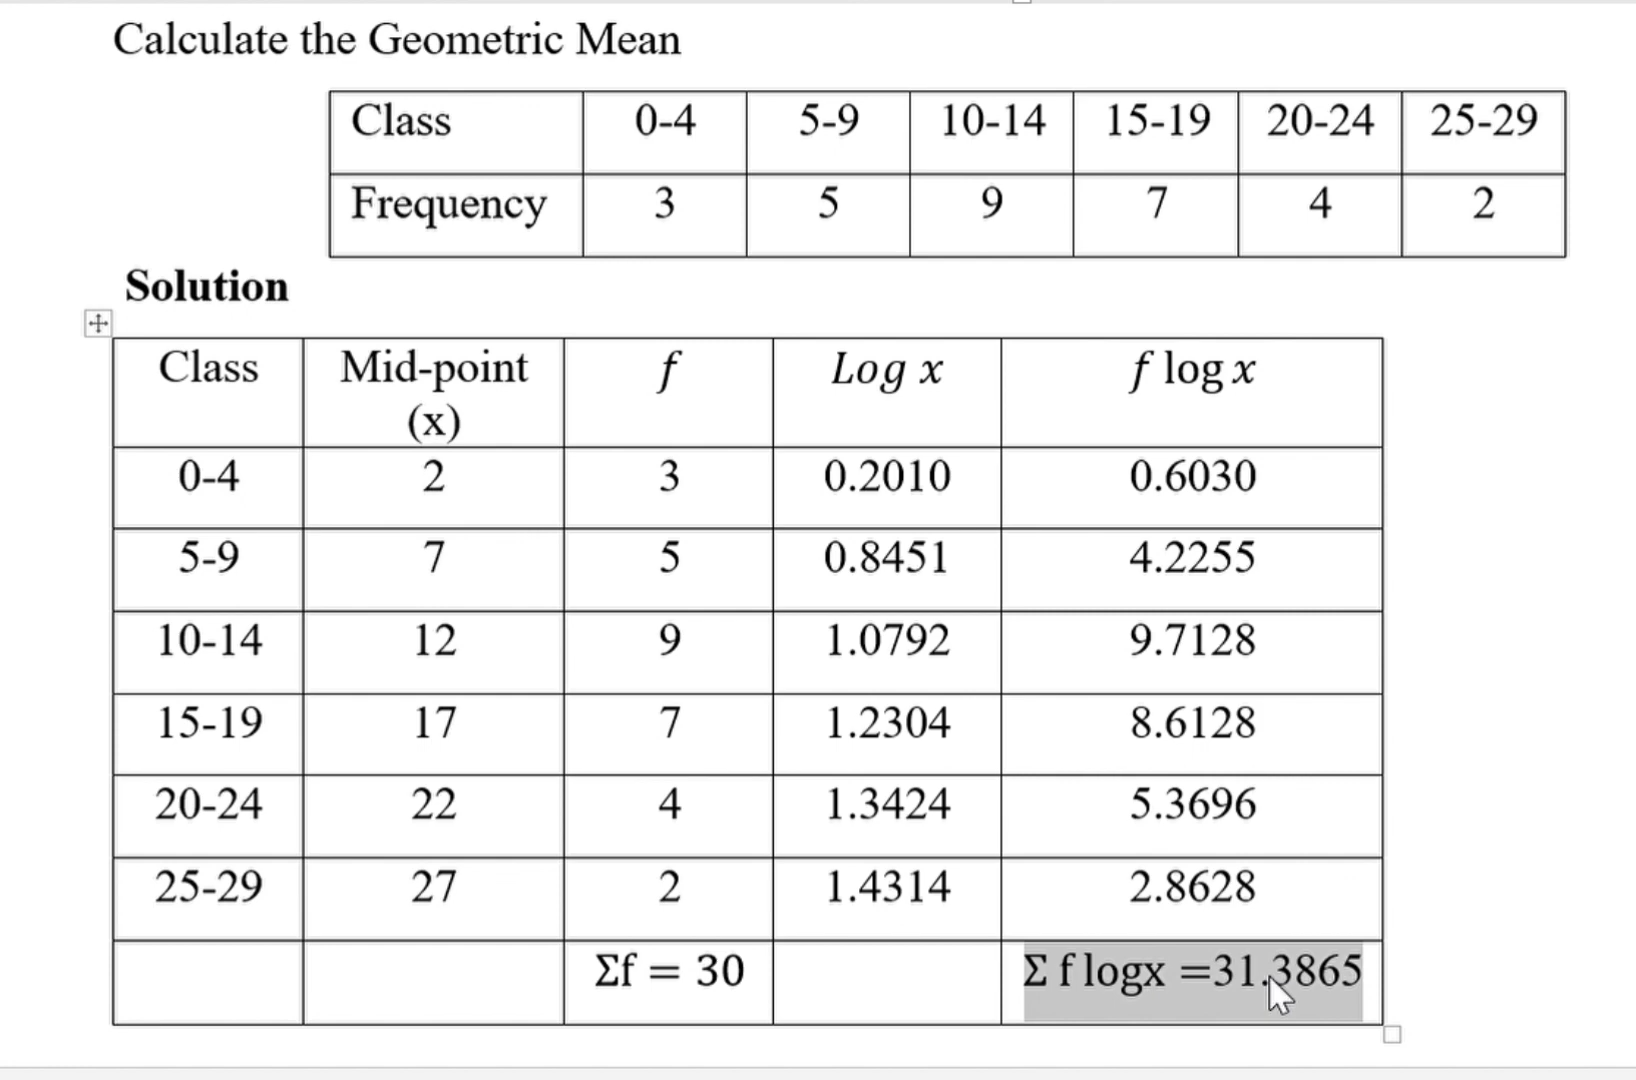 Calculate the Geometric Mean
Class 0-4 5-9 10-14 15-19 20-24 25-29
Frequency 3 5 9 7 4 2
Solution
Class Mid-point (x) f Log x f log x
0-4 2 3 0.2010 0.6030
5-9 7 5 0.8451 4.2255
10-14 12 9 1.0792 9.7128
15-19 17 7 1.2304 8.6128
20-24 22 4 1.3424 5.3696
25-29 27 2 1.4314 2.8628
Σf = 30 Σ f logx =31.3865